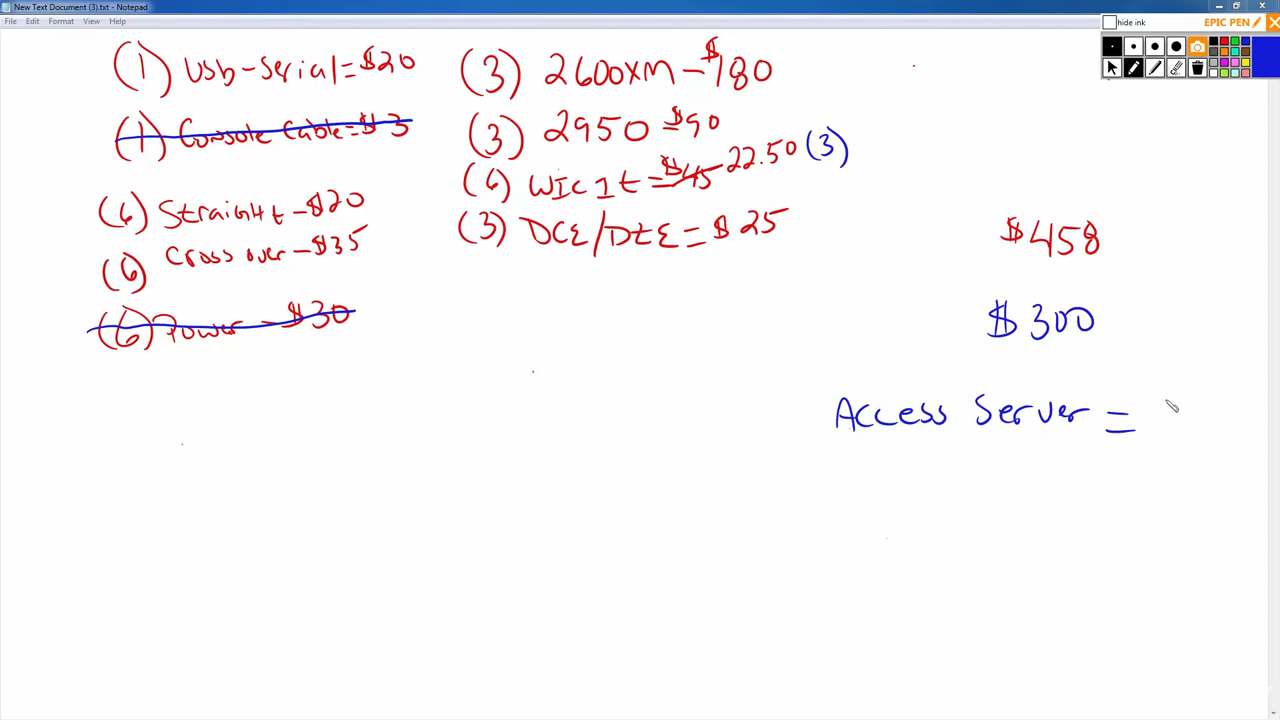 New Text Document (3).txt - Notepad
File Edit Format View Help
hide ink
EPIC PEN
(1) Usb-Serial = $20
(1) Console Cable = $3
(6) Straight - $20
(6) Cross over - $35
(6) Power - $30
(3) 2600xm - $180
(3) 2950 = $90
(6) WIC 1t = $45 22.50 (3)
(3) DCE/DTE = $25
$458
$300
Access Server =